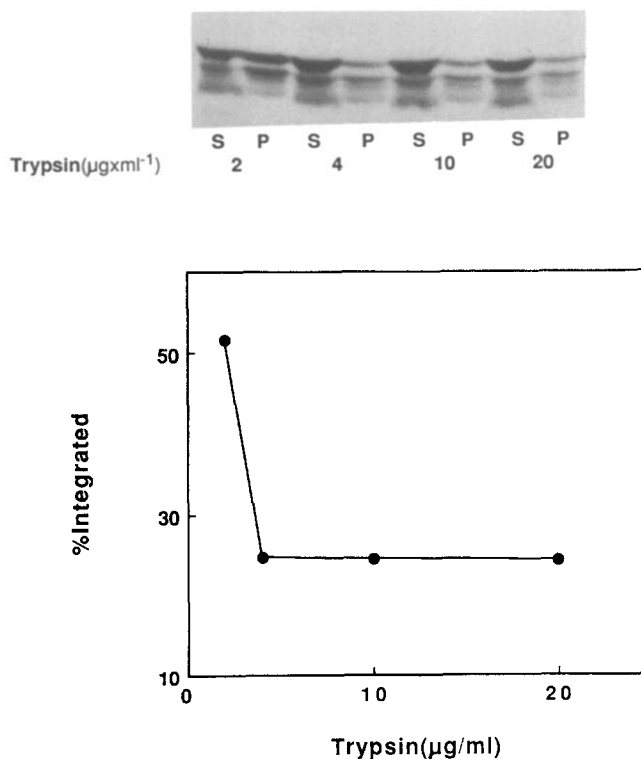 S P S P S P S P
Trypsin(µgxml⁻¹) 2 4 10 20
50
30
10
%Integrated
0 10 20
Trypsin(µg/ml)